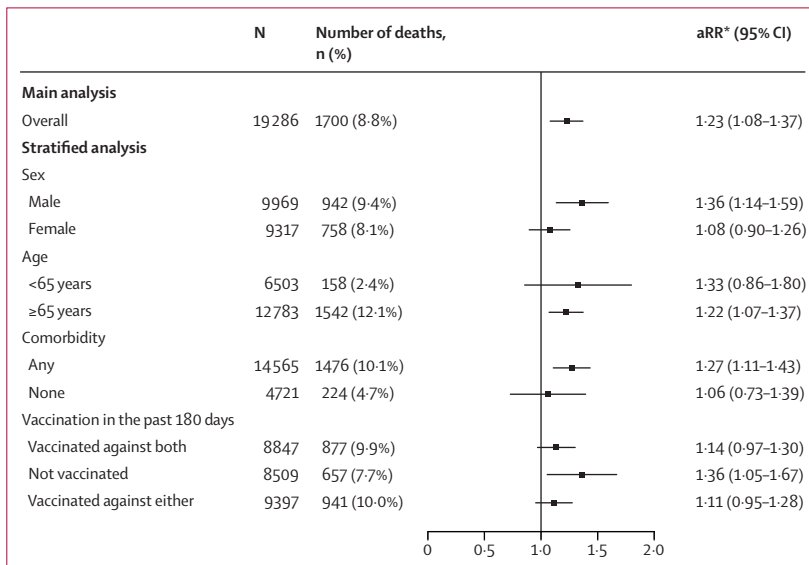 N Number of deaths, aRR* (95% CI)
n (%)
Main analysis
Overall 19 286 1700 (8·8%) 1·23 (1·08–1·37)
Stratified analysis
Sex
Male 9969 942 (9·4%) 1·36 (1·14–1·59)
Female 9317 758 (8·1%) 1·08 (0·90–1·26)
Age
<65 years 6503 158 (2·4%) 1·33 (0·86–1·80)
≥65 years 12 783 1542 (12·1%) 1·22 (1·07–1·37)
Comorbidity
Any 14 565 1476 (10·1%) 1·27 (1·11–1·43)
None 4721 224 (4·7%) 1·06 (0·73–1·39)
Vaccination in the past 180 days
Vaccinated against both 8847 877 (9·9%) 1·14 (0·97–1·30)
Not vaccinated 8509 657 (7·7%) 1·36 (1·05–1·67)
Vaccinated against either 9397 941 (10·0%) 1·11 (0·95–1·28)
0 0·5 1·0 1·5 2·0